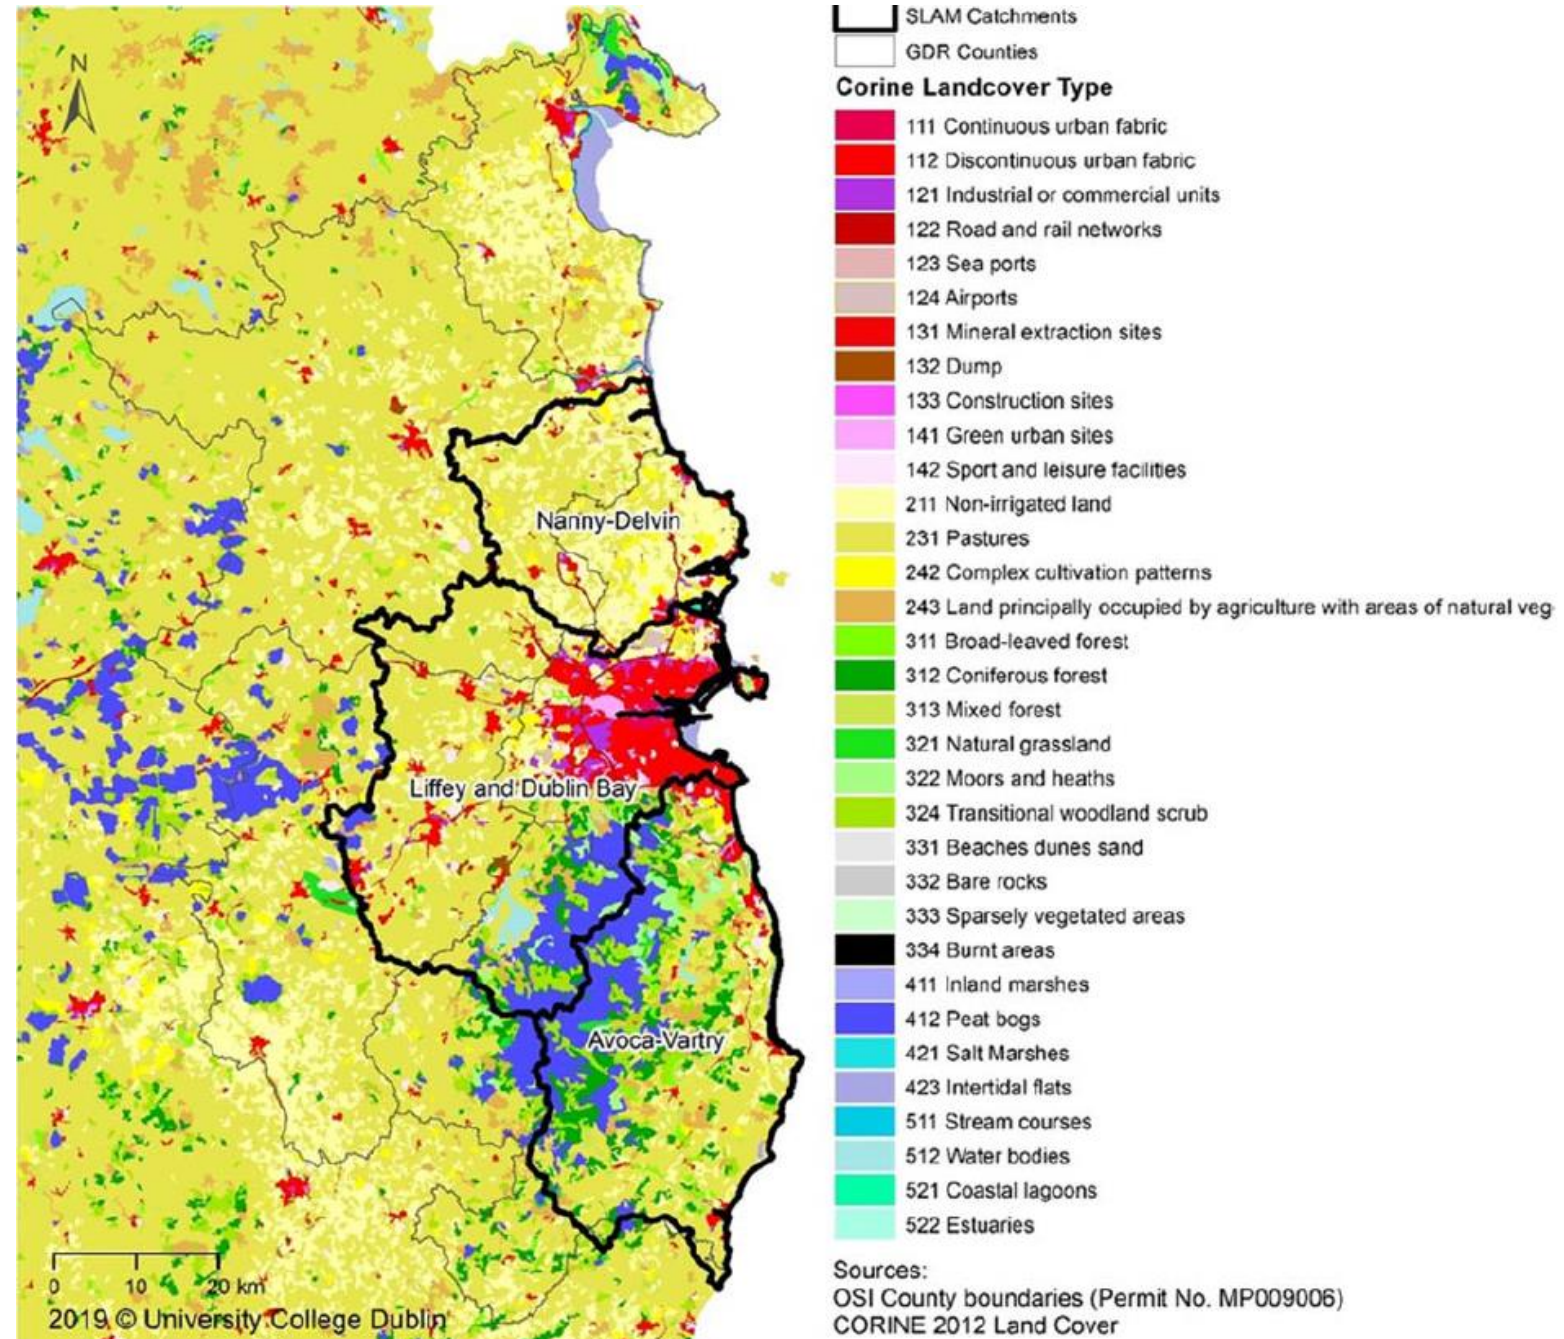 N
Nanny-Delvin
Liffey and Dublin Bay
Avoca-Vartry
0 10 20 km
2019 © University College Dublin
SLAM Catchments
GDR Counties
Corine Landcover Type
111 Continuous urban fabric
112 Discontinuous urban fabric
121 Industrial or commercial units
122 Road and rail networks
123 Sea ports
124 Airports
131 Mineral extraction sites
132 Dump
133 Construction sites
141 Green urban sites
142 Sport and leisure facilities
211 Non-irrigated land
231 Pastures
242 Complex cultivation patterns
243 Land principally occupied by agriculture with areas of natural veg
311 Broad-leaved forest
312 Coniferous forest
313 Mixed forest
321 Natural grassland
322 Moors and heaths
324 Transitional woodland scrub
331 Beaches dunes sand
332 Bare rocks
333 Sparsely vegetated areas
334 Burnt areas
411 Inland marshes
412 Peat bogs
421 Salt Marshes
423 Intertidal flats
511 Stream courses
512 Water bodies
521 Coastal lagoons
522 Estuaries
Sources:
OSI County boundaries (Permit No. MP009006)
CORINE 2012 Land Cover